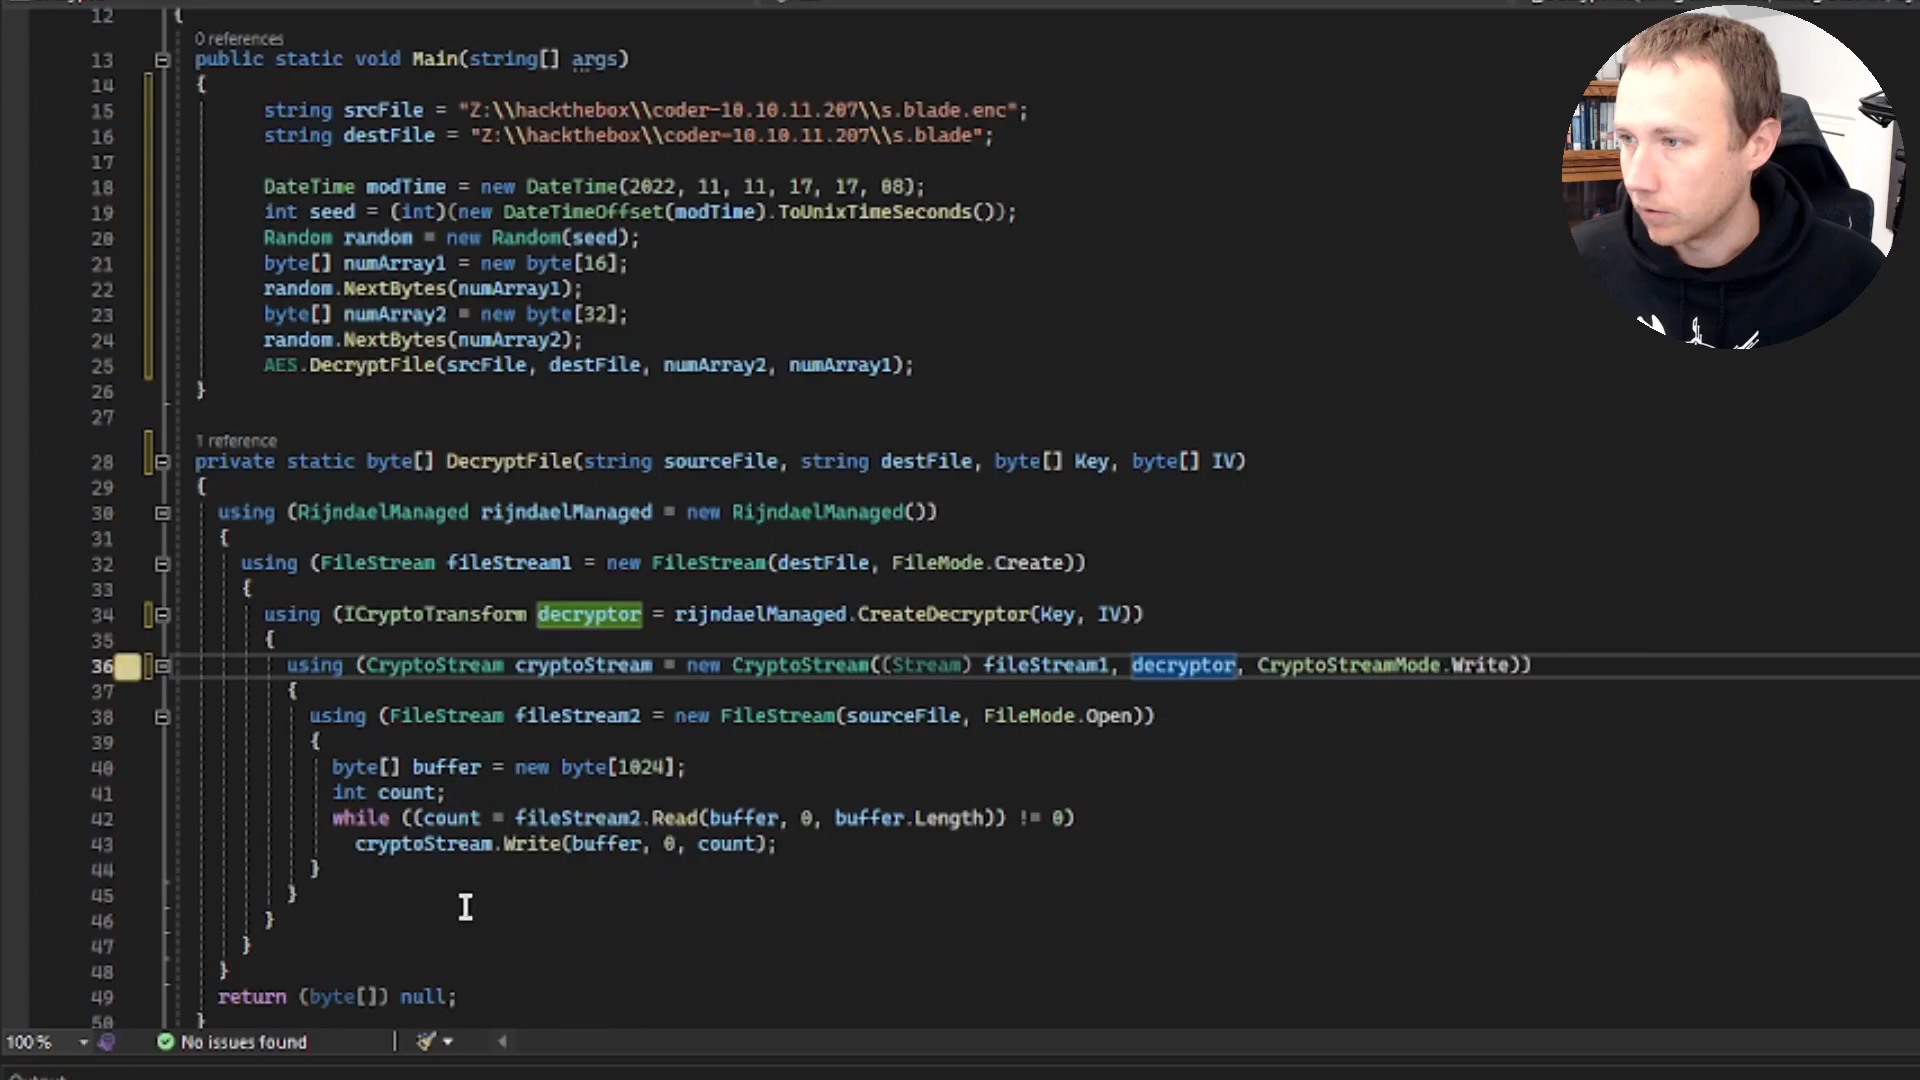 12 {
0 references
13 public static void Main(string[] args)
14 {
15 string srcFile = "Z:\\hackthebox\\coder-10.10.11.207\\s.blade.enc";
16 string destFile = "Z:\\hackthebox\\coder-10.10.11.207\\s.blade";
17
18 DateTime modTime = new DateTime(2022, 11, 11, 17, 17, 08);
19 int seed = (int)(new DateTimeOffset(modTime).ToUnixTimeSeconds());
20 Random random = new Random(seed);
21 byte[] numArray1 = new byte[16];
22 random.NextBytes(numArray1);
23 byte[] numArray2 = new byte[32];
24 random.NextBytes(numArray2);
25 AES.DecryptFile(srcFile, destFile, numArray2, numArray1);
26 }
27
1 reference
28 private static byte[] DecryptFile(string sourceFile, string destFile, byte[] Key, byte[] IV)
29 {
30 using (RijndaelManaged rijndaelManaged = new RijndaelManaged())
31 {
32 using (FileStream fileStream1 = new FileStream(destFile, FileMode.Create))
33 {
34 using (ICryptoTransform decryptor = rijndaelManaged.CreateDecryptor(Key, IV))
35 {
36 using (CryptoStream cryptoStream = new CryptoStream((Stream) fileStream1, decryptor, CryptoStreamMode.Write))
37 {
38 using (FileStream fileStream2 = new FileStream(sourceFile, FileMode.Open))
39 {
40 byte[] buffer = new byte[1024];
41 int count;
42 while ((count = fileStream2.Read(buffer, 0, buffer.Length)) != 0)
43 cryptoStream.Write(buffer, 0, count);
44 }
45 }
46 }
47 }
48 }
49 return (byte[]) null;
50 }
100 % No issues found